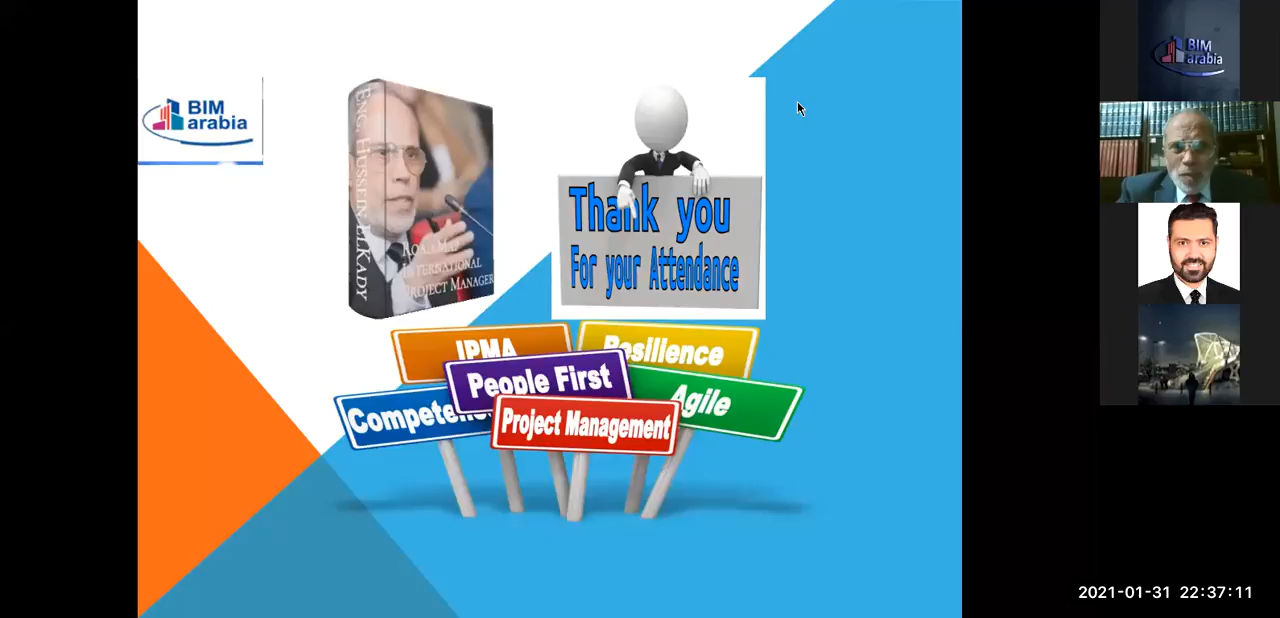 BIM
arabia
ENG. HUSSEIN ELKADY
ROAD MAP
INTERNATIONAL
PROJECT MANAGER
Thank you
For your Attendance
IPMA
Resilience
People First
Agile
Project Management
BIM
arabia
2021-01-31 22:37:11